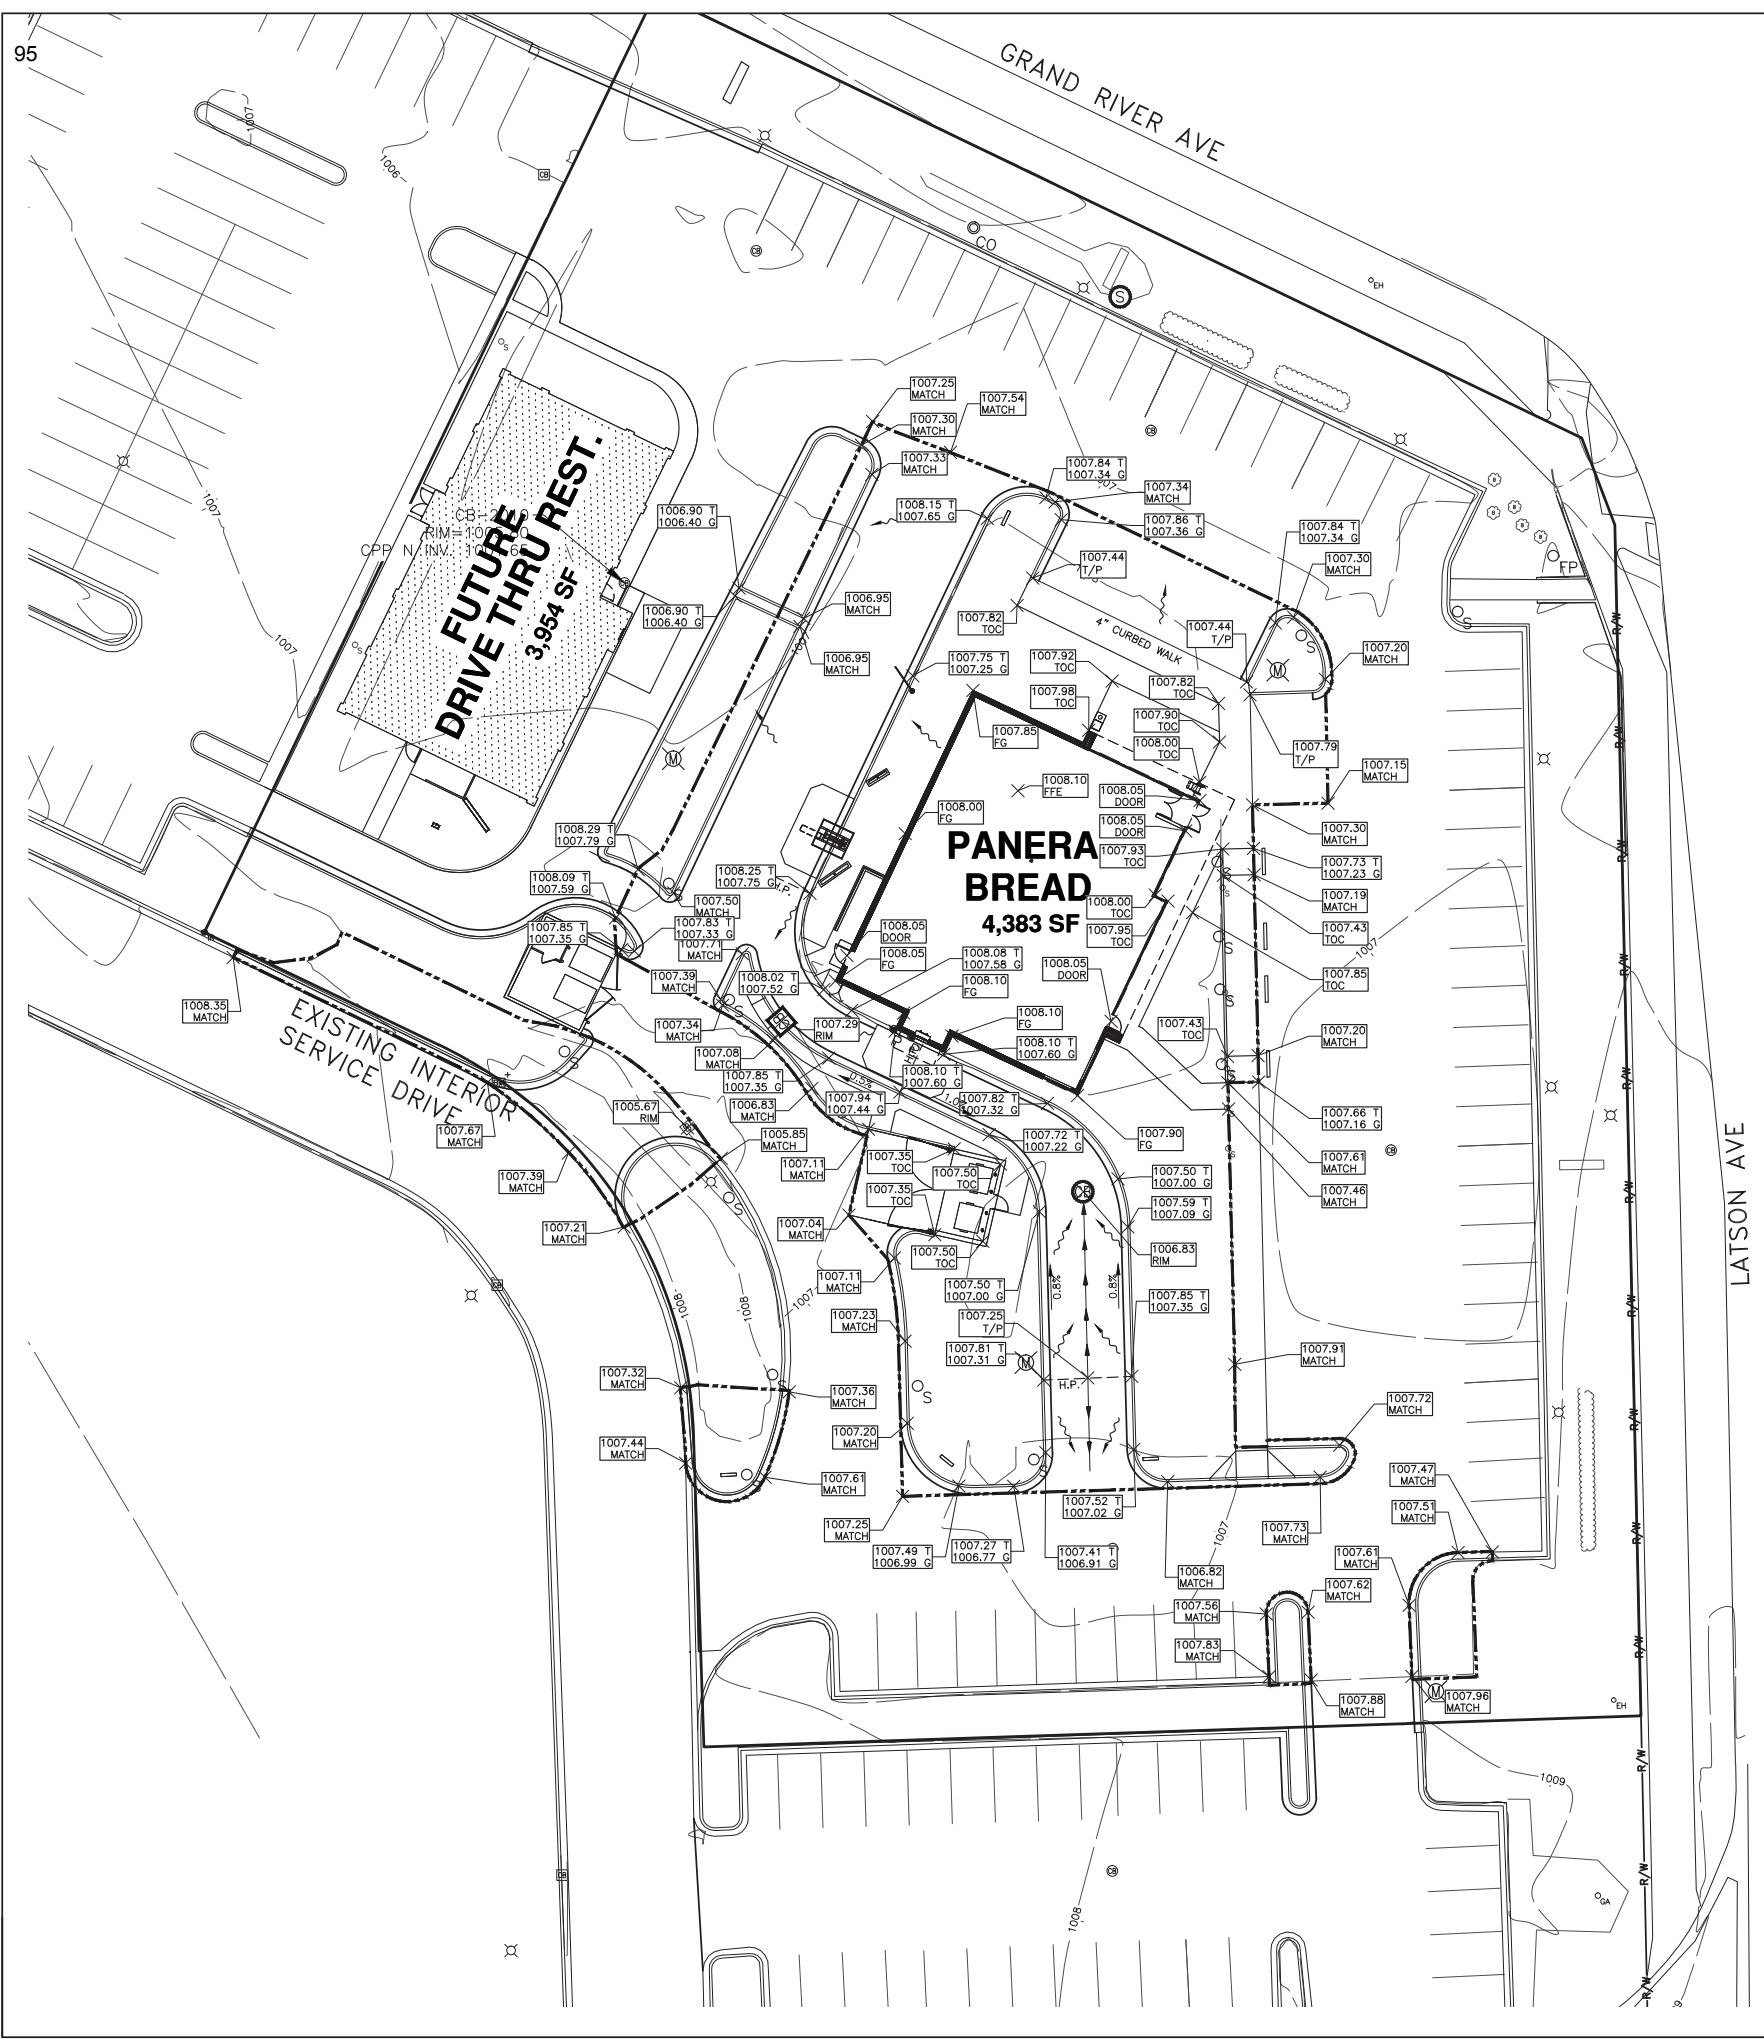 95
GRAND RIVER AVE
1007
1006
CB
CO
S
EH
1007.25
MATCH
1007.54
MATCH
1007.30
MATCH
1007.33
MATCH
1007.84 T
1007.34 G
1007.34
MATCH
1008.15 T
1007.65 G
1007.86 T
1007.36 G
1006.90 T
1006.40 G
1007.84 T
1007.34 G
1007.30
MATCH
1007.44
T/P
FP
FUTURE
DRIVE THRU REST.
3,954 SF
1006.90 T
1006.40 G
1006.95
MATCH
1007.82
TOC
4" CURBED WALK
1007.44
T/P
1007.20
MATCH
1006.95
MATCH
1007.75 T
1007.25 G
1007.92
TOC
1007.82
TOC
1007.98
TOC
1007.90
TOC
1007.85
FG
1008.00
TOC
1007.79
T/P
1007.15
MATCH
1008.10
FFE
1008.05
DOOR
1008.00
FG
1008.05
DOOR
1007.30
MATCH
PANERA
BREAD
4,383 SF
1007.93
TOC
1007.73 T
1007.23 G
1008.29 T
1007.79 G
1008.25 T
1007.75 G
H.P.
1008.09 T
1007.59 G
1007.19
MATCH
1007.50
MATCH
1008.00
TOC
1007.83 T
1007.33 G
1007.85 T
1007.35 G
1007.71
MATCH
1008.05
DOOR
1007.95
TOC
1007.43
TOC
1008.05
FG
1008.08 T
1007.58 G
1008.05
DOOR
1007.85
TOC
1007.39
MATCH
1008.02 T
1007.52 G
1008.10
FG
1008.35
MATCH
EXISTING INTERIOR
SERVICE DRIVE
1007.34
MATCH
1007.29
RIM
1008.10
FG
1007.43
TOC
1007.20
MATCH
1007.08
MATCH
1008.10 T
1007.60 G
1007.85 T
1007.35 G
0.5%
1008.10 T
1007.60 G
1006.83
MATCH
1007.94 T
1007.44 G
1007.82 T
1007.32 G
1005.67
RIM
1007.66 T
1007.16 G
1007.67
MATCH
1005.85
MATCH
1007.72 T
1007.22 G
1007.90
FG
1007.61
MATCH
1007.11
MATCH
1007.35
TOC
1007.39
MATCH
1007.50
TOC
1007.50 T
1007.00 G
1007.35
TOC
1007.46
MATCH
1007.59 T
1007.09 G
1007.04
MATCH
1007.21
MATCH
1007.50
TOC
1006.83
RIM
1007.11
MATCH
1007.50 T
1007.00 G
0.8%
0.8%
1007.85 T
1007.35 G
1008
1008
1007
1007.23
MATCH
1007.25
T/P
1007.81 T
1007.31 G
1007.91
MATCH
H.P.
1007.32
MATCH
1007.36
MATCH
1007.72
MATCH
1007.20
MATCH
1007.44
MATCH
1007.61
MATCH
1007.47
MATCH
1007.52 T
1007.02 G
1007.51
MATCH
1007.25
MATCH
1007.73
MATCH
1007
1007.49 T
1006.99 G
1007.27 T
1006.77 G
1007.41 T
1006.91 G
1007.61
MATCH
1006.82
MATCH
1007.62
MATCH
1007.56
MATCH
1007.83
MATCH
1007.88
MATCH
1007.96
MATCH
EH
LATSON AVE
R/W
1009
GA
1008